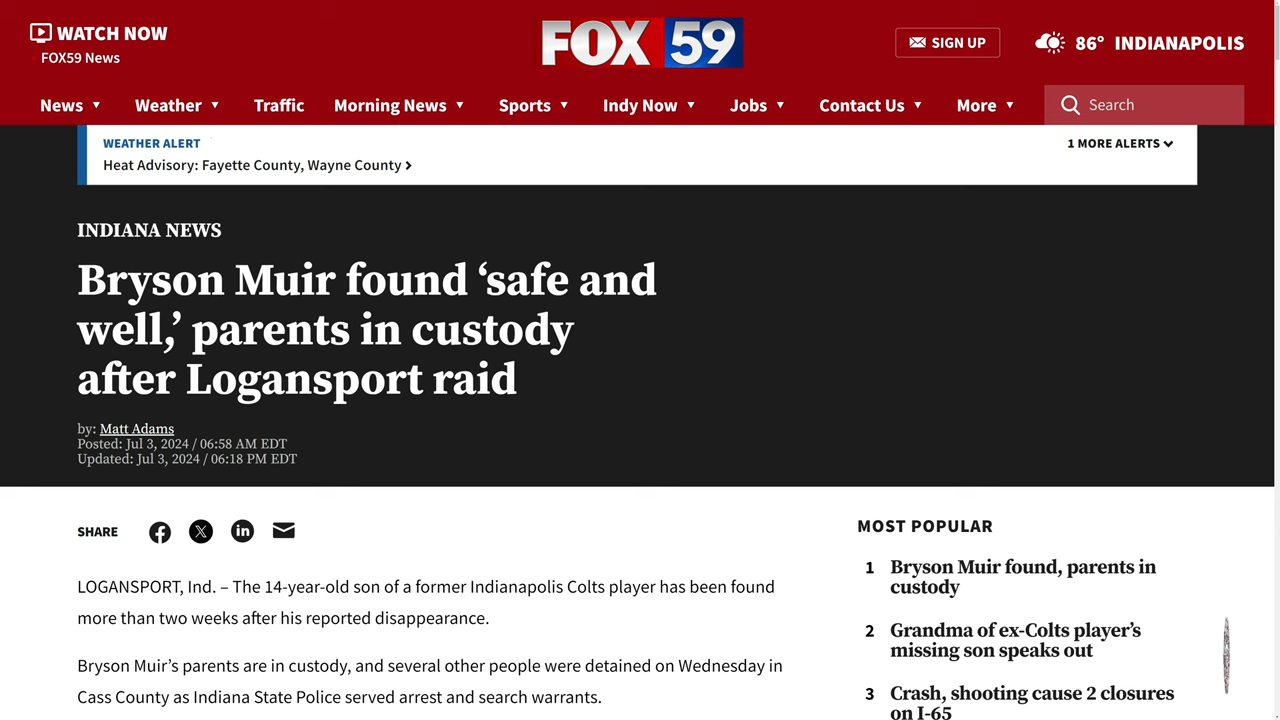 WATCH NOW
FOX59 News
FOX 59
SIGN UP
86° INDIANAPOLIS
News Weather Traffic Morning News Sports Indy Now Jobs Contact Us More Search
WEATHER ALERT
1 MORE ALERTS
Heat Advisory: Fayette County, Wayne County
INDIANA NEWS
Bryson Muir found ‘safe and
well,’ parents in custody
after Logansport raid
by: Matt Adams
Posted: Jul 3, 2024 / 06:58 AM EDT
Updated: Jul 3, 2024 / 06:18 PM EDT
SHARE
LOGANSPORT, Ind. – The 14-year-old son of a former Indianapolis Colts player has been found
more than two weeks after his reported disappearance.
Bryson Muir’s parents are in custody, and several other people were detained on Wednesday in
Cass County as Indiana State Police served arrest and search warrants.
MOST POPULAR
1 Bryson Muir found, parents in
custody
2 Grandma of ex-Colts player’s
missing son speaks out
3 Crash, shooting cause 2 closures
on I-65